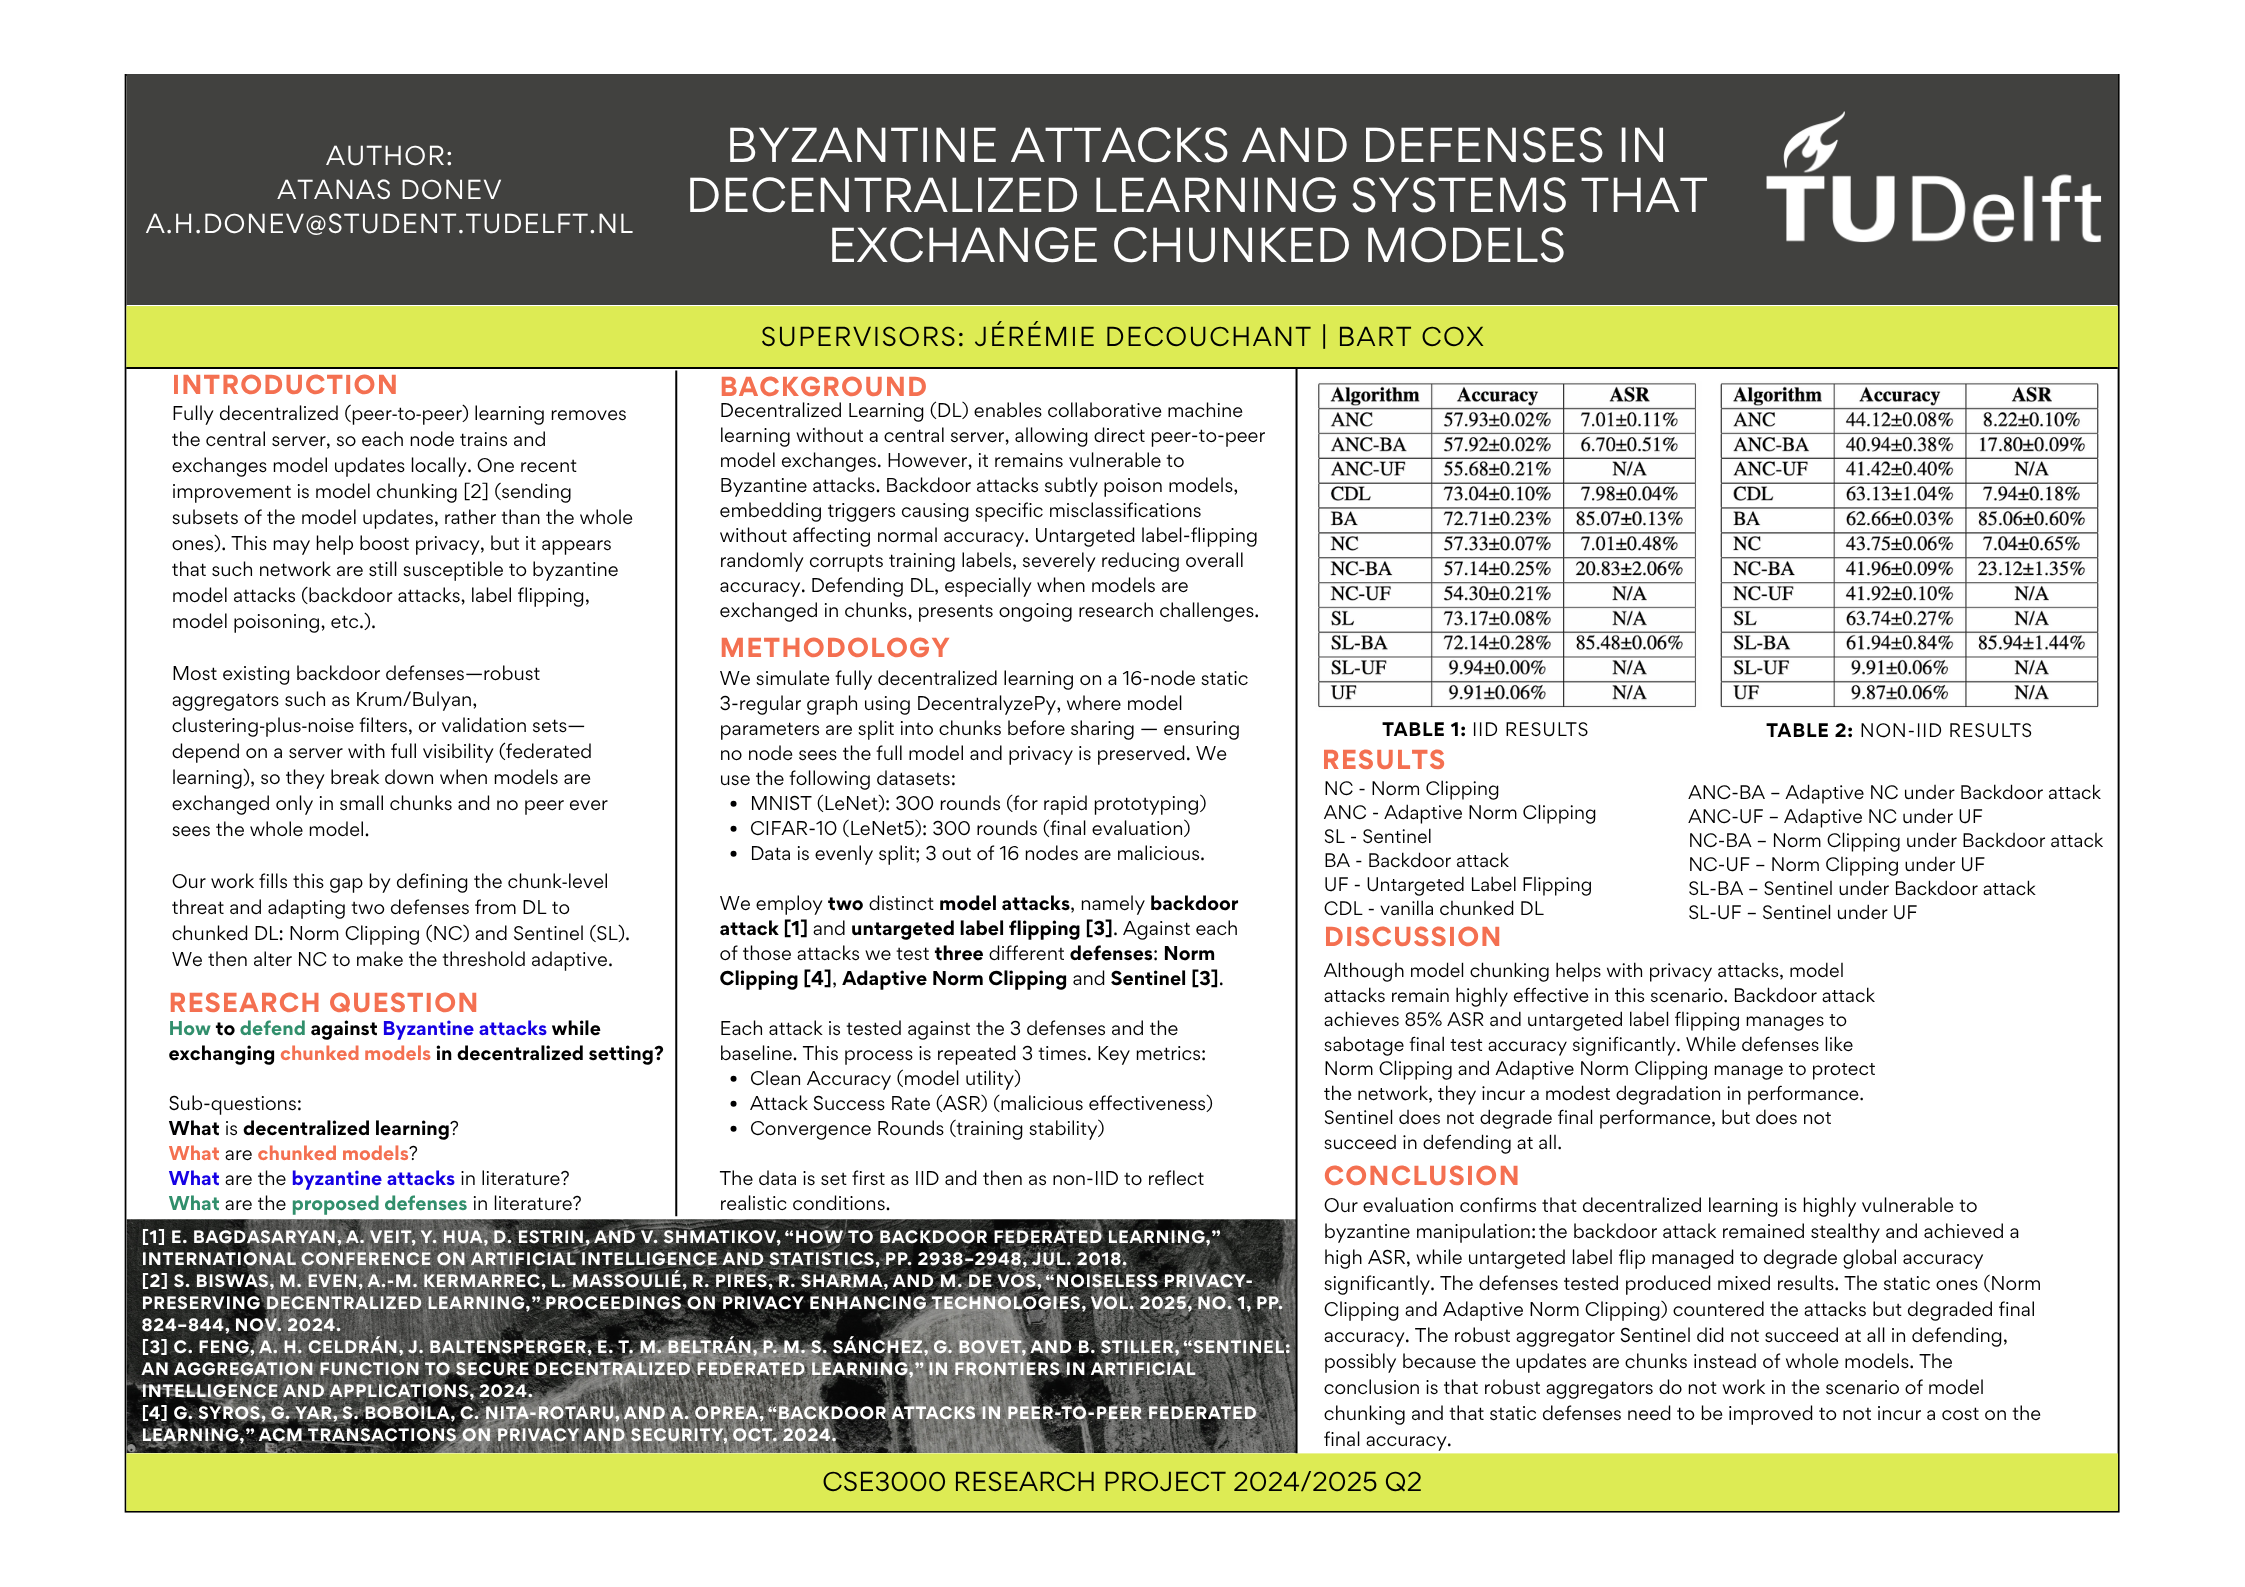 AUTHOR:
ATANAS DONEV
A.H.DONEV@STUDENT.TUDELFT.NL
BYZANTINE ATTACKS AND DEFENSES IN
DECENTRALIZED LEARNING SYSTEMS THAT
EXCHANGE CHUNKED MODELS
TUDelft
SUPERVISORS: JÉRÉMIE DECOUCHANT | BART COX
INTRODUCTION
Fully decentralized (peer-to-peer) learning removes
the central server, so each node trains and
exchanges model updates locally. One recent
improvement is model chunking [2] (sending
subsets of the model updates, rather than the whole
ones). This may help boost privacy, but it appears
that such network are still susceptible to byzantine
model attacks (backdoor attacks, label flipping,
model poisoning, etc.).
Most existing backdoor defenses—robust
aggregators such as Krum/Bulyan,
clustering-plus-noise filters, or validation sets—
depend on a server with full visibility (federated
learning), so they break down when models are
exchanged only in small chunks and no peer ever
sees the whole model.
Our work fills this gap by defining the chunk-level
threat and adapting two defenses from DL to
chunked DL: Norm Clipping (NC) and Sentinel (SL).
We then alter NC to make the threshold adaptive.
RESEARCH QUESTION
How to defend against Byzantine attacks while
exchanging chunked models in decentralized setting?
Sub-questions:
What is decentralized learning?
What are chunked models?
What are the byzantine attacks in literature?
What are the proposed defenses in literature?
BACKGROUND
Decentralized Learning (DL) enables collaborative machine
learning without a central server, allowing direct peer-to-peer
model exchanges. However, it remains vulnerable to
Byzantine attacks. Backdoor attacks subtly poison models,
embedding triggers causing specific misclassifications
without affecting normal accuracy. Untargeted label-flipping
randomly corrupts training labels, severely reducing overall
accuracy. Defending DL, especially when models are
exchanged in chunks, presents ongoing research challenges.
METHODOLOGY
We simulate fully decentralized learning on a 16-node static
3-regular graph using DecentralyzePy, where model
parameters are split into chunks before sharing — ensuring
no node sees the full model and privacy is preserved. We
use the following datasets:
• MNIST (LeNet): 300 rounds (for rapid prototyping)
• CIFAR-10 (LeNet5): 300 rounds (final evaluation)
• Data is evenly split; 3 out of 16 nodes are malicious.
We employ two distinct model attacks, namely backdoor
attack [1] and untargeted label flipping [3]. Against each
of those attacks we test three different defenses: Norm
Clipping [4], Adaptive Norm Clipping and Sentinel [3].
Each attack is tested against the 3 defenses and the
baseline. This process is repeated 3 times. Key metrics:
• Clean Accuracy (model utility)
• Attack Success Rate (ASR) (malicious effectiveness)
• Convergence Rounds (training stability)
The data is set first as IID and then as non-IID to reflect
realistic conditions.
[1] E. BAGDASARYAN, A. VEIT, Y. HUA, D. ESTRIN, AND V. SHMATIKOV, “HOW TO BACKDOOR FEDERATED LEARNING,”
INTERNATIONAL CONFERENCE ON ARTIFICIAL INTELLIGENCE AND STATISTICS, PP. 2938–2948, JUL. 2018.
[2] S. BISWAS, M. EVEN, A.-M. KERMARREC, L. MASSOULIÉ, R. PIRES, R. SHARMA, AND M. DE VOS, “NOISELESS PRIVACY-
PRESERVING DECENTRALIZED LEARNING,” PROCEEDINGS ON PRIVACY ENHANCING TECHNOLOGIES, VOL. 2025, NO. 1, PP.
824–844, NOV. 2024.
[3] C. FENG, A. H. CELDRÁN, J. BALTENSPERGER, E. T. M. BELTRÁN, P. M. S. SÁNCHEZ, G. BOVET, AND B. STILLER, “SENTINEL:
AN AGGREGATION FUNCTION TO SECURE DECENTRALIZED FEDERATED LEARNING,” IN FRONTIERS IN ARTIFICIAL
INTELLIGENCE AND APPLICATIONS, 2024.
[4] G. SYROS, G. YAR, S. BOBOILA, C. NITA-ROTARU, AND A. OPREA, “BACKDOOR ATTACKS IN PEER-TO-PEER FEDERATED
LEARNING,” ACM TRANSACTIONS ON PRIVACY AND SECURITY, OCT. 2024.
Algorithm Accuracy ASR
ANC 57.93±0.02% 7.01±0.11%
ANC-BA 57.92±0.02% 6.70±0.51%
ANC-UF 55.68±0.21% N/A
CDL 73.04±0.10% 7.98±0.04%
BA 72.71±0.23% 85.07±0.13%
NC 57.33±0.07% 7.01±0.48%
NC-BA 57.14±0.25% 20.83±2.06%
NC-UF 54.30±0.21% N/A
SL 73.17±0.08% N/A
SL-BA 72.14±0.28% 85.48±0.06%
SL-UF 9.94±0.00% N/A
UF 9.91±0.06% N/A
TABLE 1: IID RESULTS
Algorithm Accuracy ASR
ANC 44.12±0.08% 8.22±0.10%
ANC-BA 40.94±0.38% 17.80±0.09%
ANC-UF 41.42±0.40% N/A
CDL 63.13±1.04% 7.94±0.18%
BA 62.66±0.03% 85.06±0.60%
NC 43.75±0.06% 7.04±0.65%
NC-BA 41.96±0.09% 23.12±1.35%
NC-UF 41.92±0.10% N/A
SL 63.74±0.27% N/A
SL-BA 61.94±0.84% 85.94±1.44%
SL-UF 9.91±0.06% N/A
UF 9.87±0.06% N/A
TABLE 2: NON-IID RESULTS
RESULTS
NC - Norm Clipping
ANC - Adaptive Norm Clipping
SL - Sentinel
BA - Backdoor attack
UF - Untargeted Label Flipping
CDL - vanilla chunked DL
ANC-BA – Adaptive NC under Backdoor attack
ANC-UF – Adaptive NC under UF
NC-BA – Norm Clipping under Backdoor attack
NC-UF – Norm Clipping under UF
SL-BA – Sentinel under Backdoor attack
SL-UF – Sentinel under UF
DISCUSSION
Although model chunking helps with privacy attacks, model
attacks remain highly effective in this scenario. Backdoor attack
achieves 85% ASR and untargeted label flipping manages to
sabotage final test accuracy significantly. While defenses like
Norm Clipping and Adaptive Norm Clipping manage to protect
the network, they incur a modest degradation in performance.
Sentinel does not degrade final performance, but does not
succeed in defending at all.
CONCLUSION
Our evaluation confirms that decentralized learning is highly vulnerable to
byzantine manipulation: the backdoor attack remained stealthy and achieved a
high ASR, while untargeted label flip managed to degrade global accuracy
significantly. The defenses tested produced mixed results. The static ones (Norm
Clipping and Adaptive Norm Clipping) countered the attacks but degraded final
accuracy. The robust aggregator Sentinel did not succeed at all in defending,
possibly because the updates are chunks instead of whole models. The
conclusion is that robust aggregators do not work in the scenario of model
chunking and that static defenses need to be improved to not incur a cost on the
final accuracy.
CSE3000 RESEARCH PROJECT 2024/2025 Q2